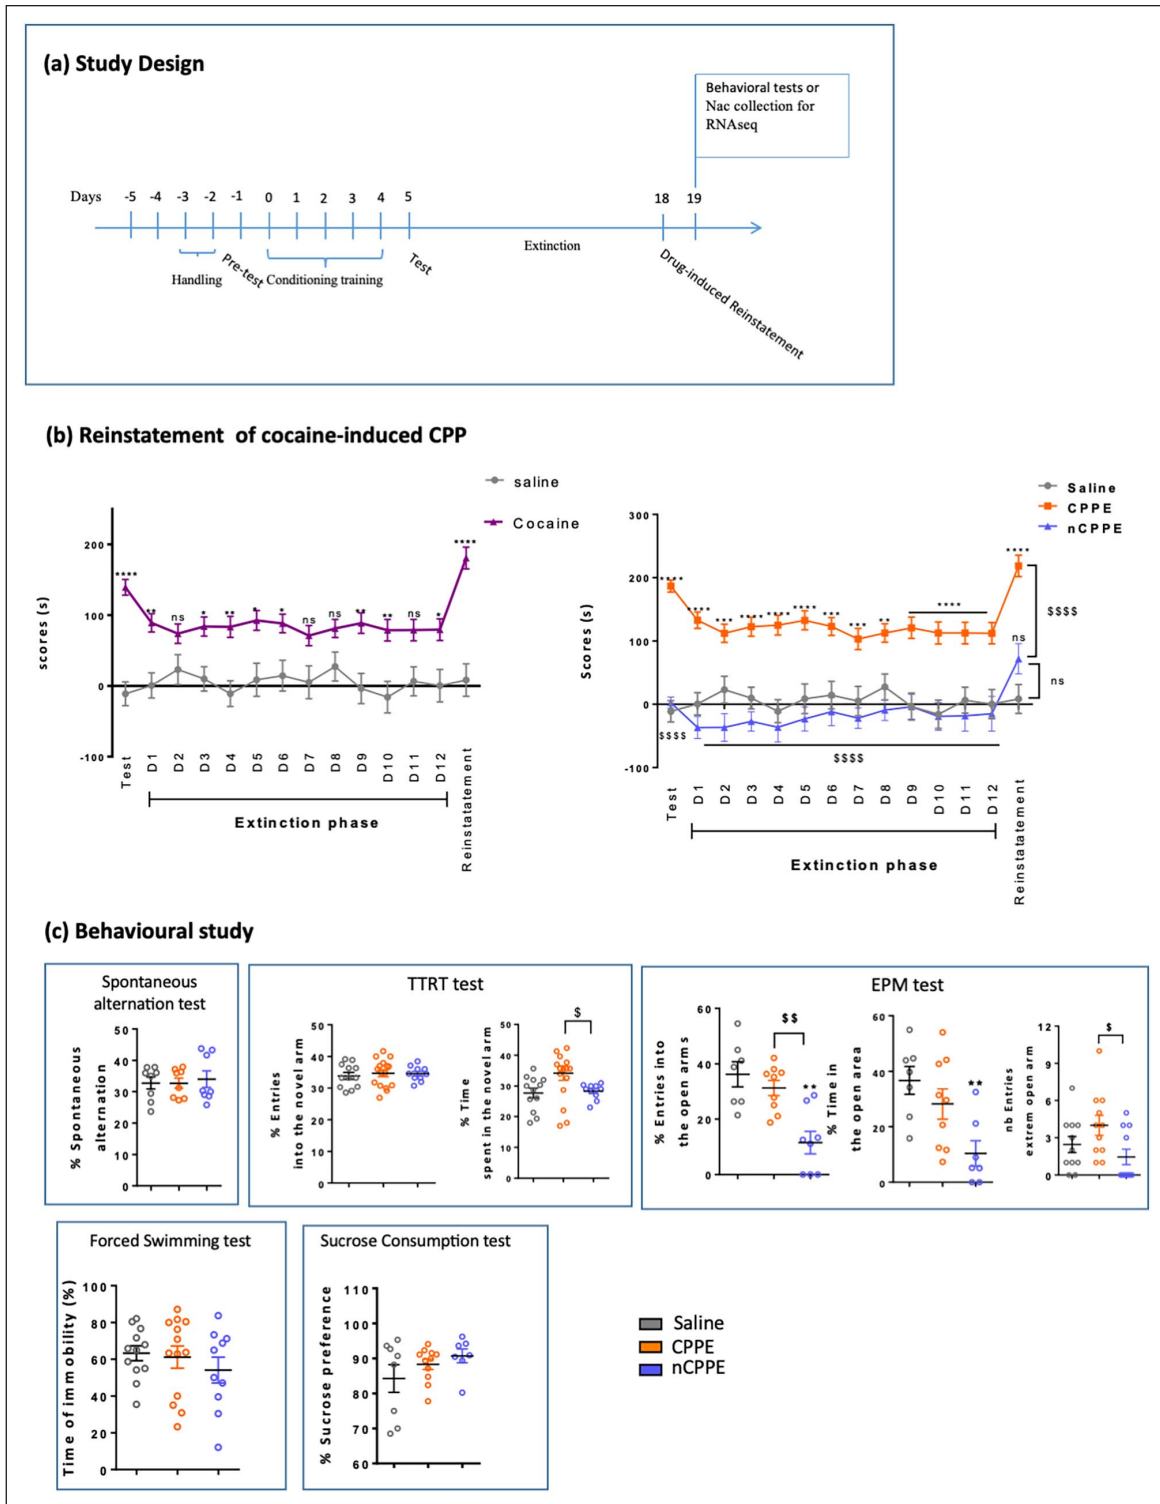 (a) Study Design
Behavioral tests or
Nac collection for
RNAseq
Days -5 -4 -3 -2 -1 0 1 2 3 4 5 18 19
Handling
Pre-test
Conditioning training
Test
Extinction
Drug-induced Reinstatement
(b) Reinstatement of cocaine-induced CPP
saline
Cocaine
scores (s)
200
100
0
-100
**** ** ns * ** * * ns ns ** ** ns * ****
Test D1 D2 D3 D4 D5 D6 D7 D8 D9 D10 D11 D12 Reinstatatement
Extinction phase
Saline
CPPE
nCPPE
Scores (s)
300
200
100
0
-100
**** **** *** **** **** **** *** *** ** **** ****
$$$$
ns
ns
$$$$
$$$$
Test D1 D2 D3 D4 D5 D6 D7 D8 D9 D10 D11 D12 Reinstatatement
Extinction phase
(c) Behavioural study
Spontaneous
alternation test
% Spontaneous
alternation
50
40
30
20
10
0
TTRT test
% Entries
into the novel arm
50
40
30
20
10
0
% Time
spent in the novel arm
50
40
30
20
10
0
$
EPM test
% Entries into
the open arms
60
40
20
0
$$
**
% Time in
the open area
60
40
20
0
**
nb Entries
extrem open arm
12
9
6
3
0
$
Forced Swimming test
Time of immobility (%)
100
80
60
40
20
0
Sucrose Consumption test
% Sucrose preference
110
100
90
80
70
60
Saline
CPPE
nCPPE